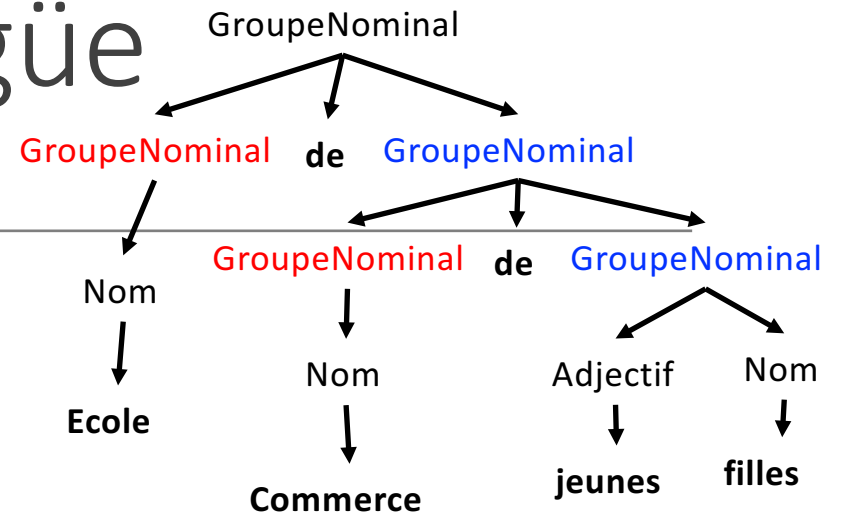 GroupeNominal
güe
GroupeNominal de GroupeNominal
GroupeNominal de GroupeNominal
Nom
Nom Adjectif Nom
Ecole
jeunes filles
Commerce